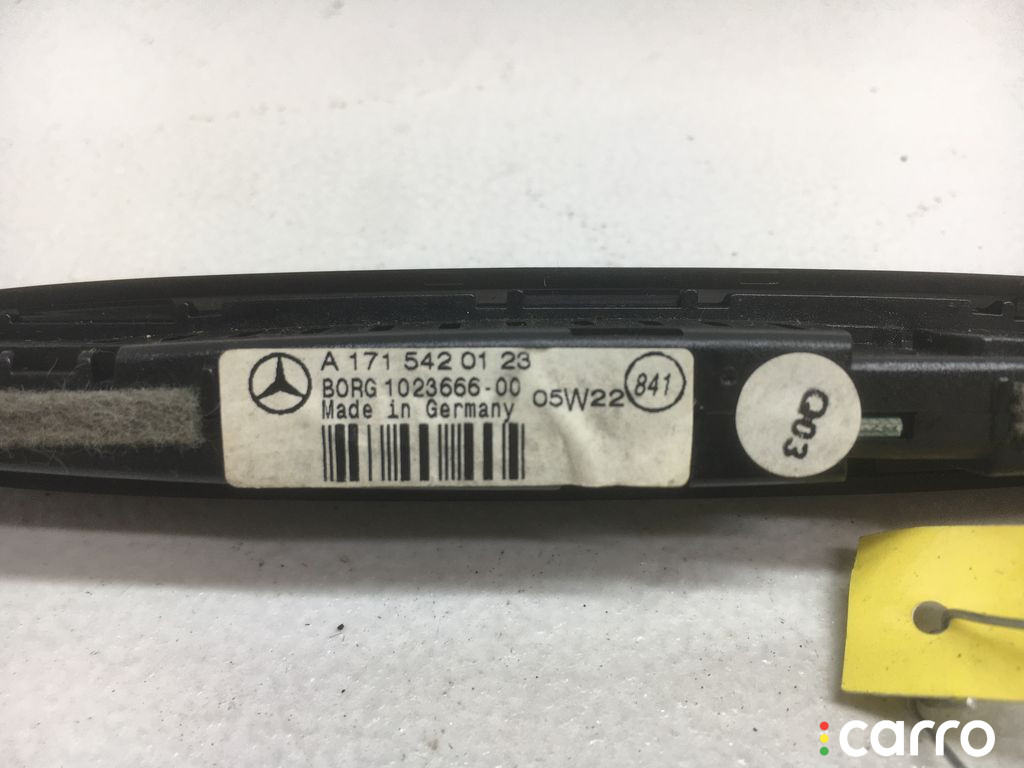 A 171 542 01 23
BORG 1023666-00
Made in Germany
05W22
841
Q03
carro